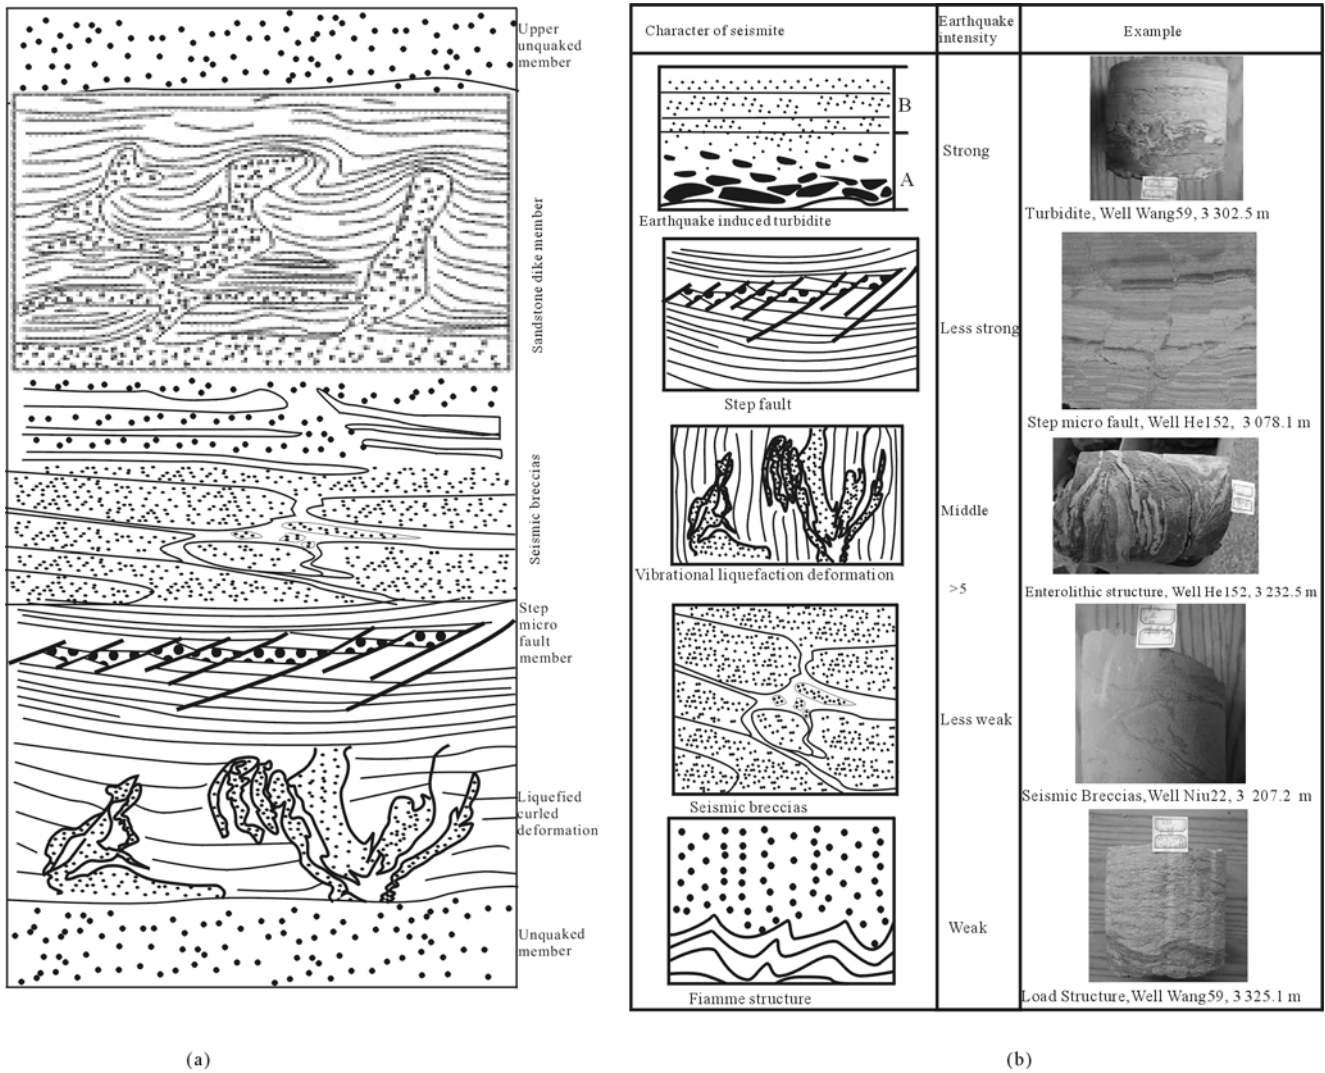 Upper
unquaked
member
Sandstone dike member
Seismic breccias
Step
micro
fault
member
Liquefied
curled
deformation
Unquaked
member
(a)
Character of seismite
Earthquake
intensity
Example
B
A
Earthquake induced turbidite
Strong
Turbidite, Well Wang59, 3 302.5 m
Step fault
Less strong
Step micro fault, Well He152, 3 078.1 m
Vibrational liquefaction deformation
Middle
>5
Enterolithic structure, Well He152, 3 232.5 m
Seismic breccias
Less weak
Seismic Breccias, Well Niu22, 3 207.2 m
Fiamme structure
Weak
Load Structure, Well Wang59, 3 325.1 m
(b)